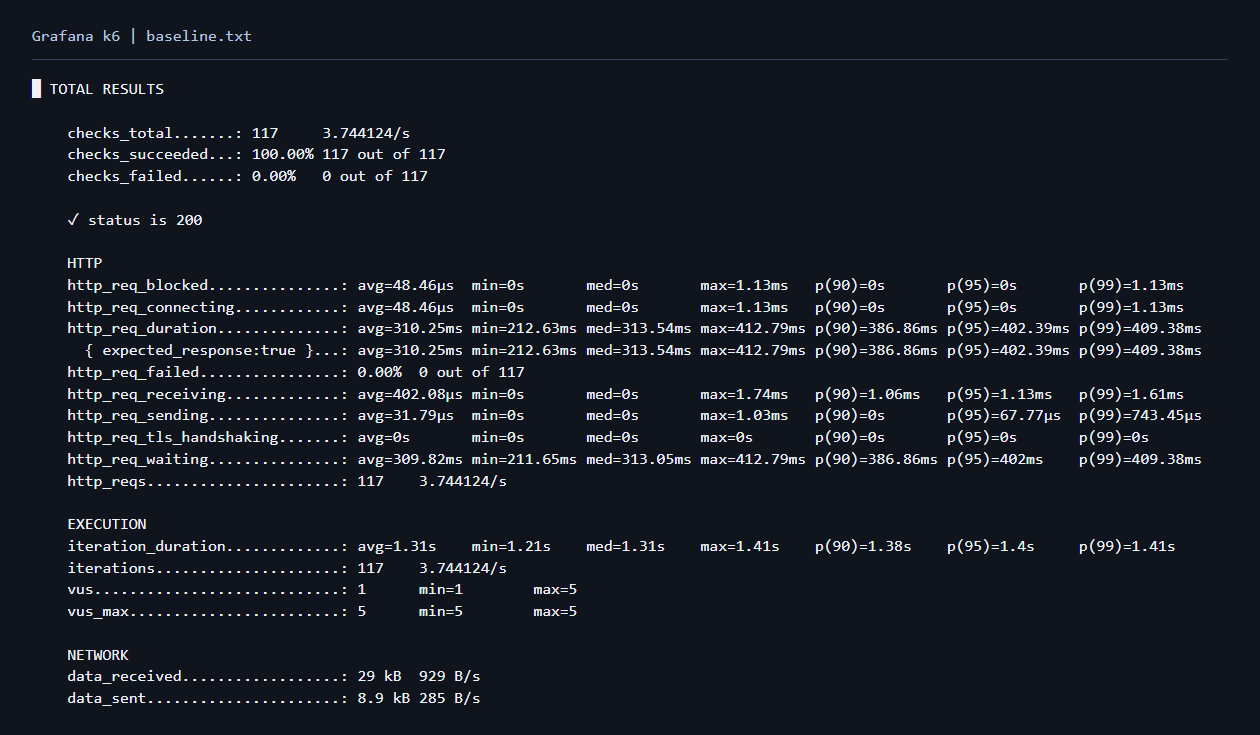 Grafana k6 | baseline.txt
█ TOTAL RESULTS
checks_total.......: 117     3.744124/s
checks_succeeded...: 100.00% 117 out of 117
checks_failed......: 0.00%   0 out of 117
✓ status is 200
HTTP
http_req_blocked...............: avg=48.46µs  min=0s       med=0s       max=1.13ms   p(90)=0s       p(95)=0s       p(99)=1.13ms
http_req_connecting............: avg=48.46µs  min=0s       med=0s       max=1.13ms   p(90)=0s       p(95)=0s       p(99)=1.13ms
http_req_duration..............: avg=310.25ms min=212.63ms med=313.54ms max=412.79ms p(90)=386.86ms p(95)=402.39ms p(99)=409.38ms
  { expected_response:true }...: avg=310.25ms min=212.63ms med=313.54ms max=412.79ms p(90)=386.86ms p(95)=402.39ms p(99)=409.38ms
http_req_failed................: 0.00%  0 out of 117
http_req_receiving.............: avg=402.08µs min=0s       med=0s       max=1.74ms   p(90)=1.06ms   p(95)=1.13ms   p(99)=1.61ms
http_req_sending...............: avg=31.79µs  min=0s       med=0s       max=1.03ms   p(90)=0s       p(95)=67.77µs  p(99)=743.45µs
http_req_tls_handshaking.......: avg=0s       min=0s       med=0s       max=0s       p(90)=0s       p(95)=0s       p(99)=0s
http_req_waiting...............: avg=309.82ms min=211.65ms med=313.05ms max=412.79ms p(90)=386.86ms p(95)=402ms    p(99)=409.38ms
http_reqs......................: 117    3.744124/s
EXECUTION
iteration_duration.............: avg=1.31s    min=1.21s    med=1.31s    max=1.41s    p(90)=1.38s    p(95)=1.4s     p(99)=1.41s
iterations.....................: 117    3.744124/s
vus............................: 1      min=1        max=5
vus_max........................: 5      min=5        max=5
NETWORK
data_received..................: 29 kB  929 B/s
data_sent......................: 8.9 kB 285 B/s